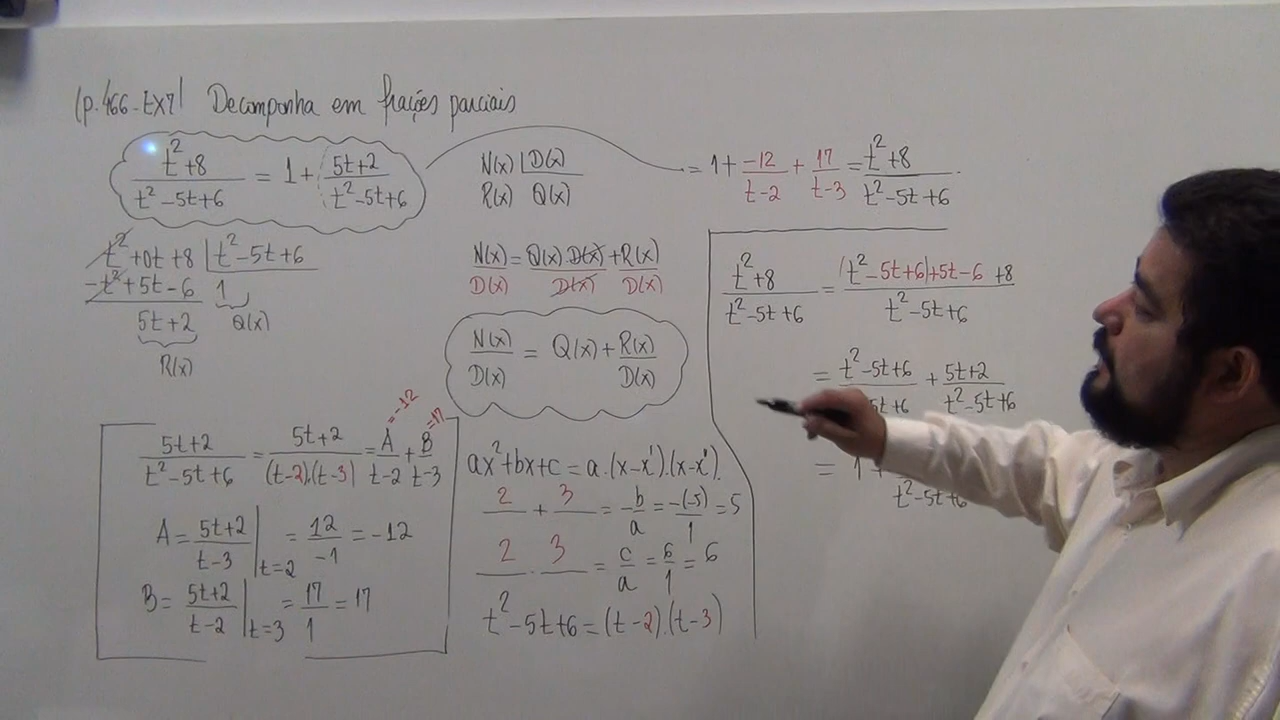 (p.466-EX7) Decomponha em frações parciais
t²+8 / t²-5t+6 = 1 + 5t+2 / t²-5t+6
t²+0t+8 | t²-5t+6
-t²+5t-6 1
5t+2 Q(x)
R(x)
N(x) | D(x)
R(x) Q(x)
N(x) / D(x) = Q(x).D(x) / D(x) + R(x) / D(x)
N(x) / D(x) = Q(x) + R(x) / D(x)
= 1 + -12 / t-2 + 17 / t-3 = t²+8 / t²-5t+6
t²+8 / t²-5t+6 = (t²-5t+6)+5t-6+8 / t²-5t+6
= t²-5t+6 / 5t+6 + 5t+2 / t²-5t+6
= 1 + t²-5t+6
5t+2 / t²-5t+6 = 5t+2 / (t-2).(t-3) = A / t-2 + B / t-3
=-12 =17
A = 5t+2 / t-3 | t=2 = 12 / -1 = -12
B = 5t+2 / t-2 | t=3 = 17 / 1 = 17
ax²+bx+c = a.(x-x').(x-x").
2 + 3 = -b / a = -(-5) / 1 = 5
2 . 3 = c / a = 6 / 1 = 6
t²-5t+6 = (t-2).(t-3)